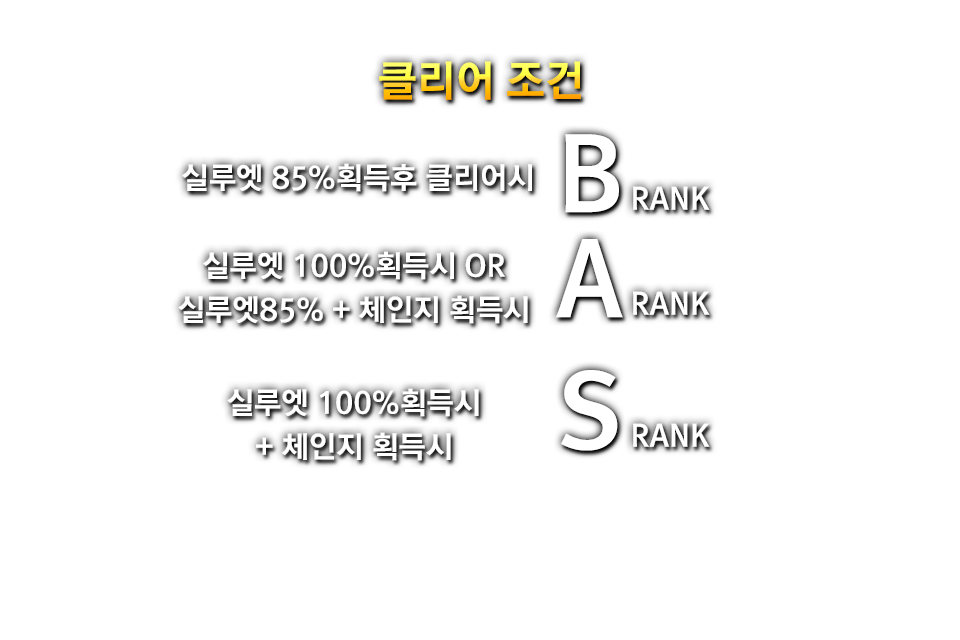 클리어 조건
실루엣 85%획득후 클리어시
B RANK
실루엣 100%획득시 OR
실루엣85% + 체인지 획득시
A RANK
실루엣 100%획득시
+ 체인지 획득시
S RANK